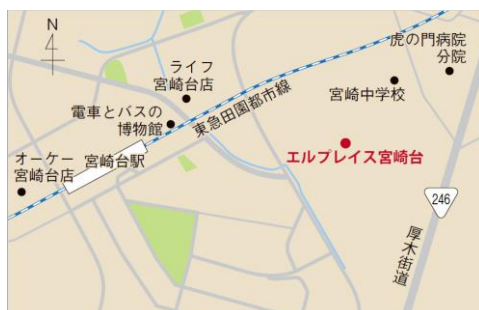 N
虎の門病院
分院
ライフ
宮崎台店
宮崎中学校
電車とバスの
博物館
東急田園都市線
エルプレイス宮崎台
オーケー
宮崎台店
宮崎台駅
246
厚木街道